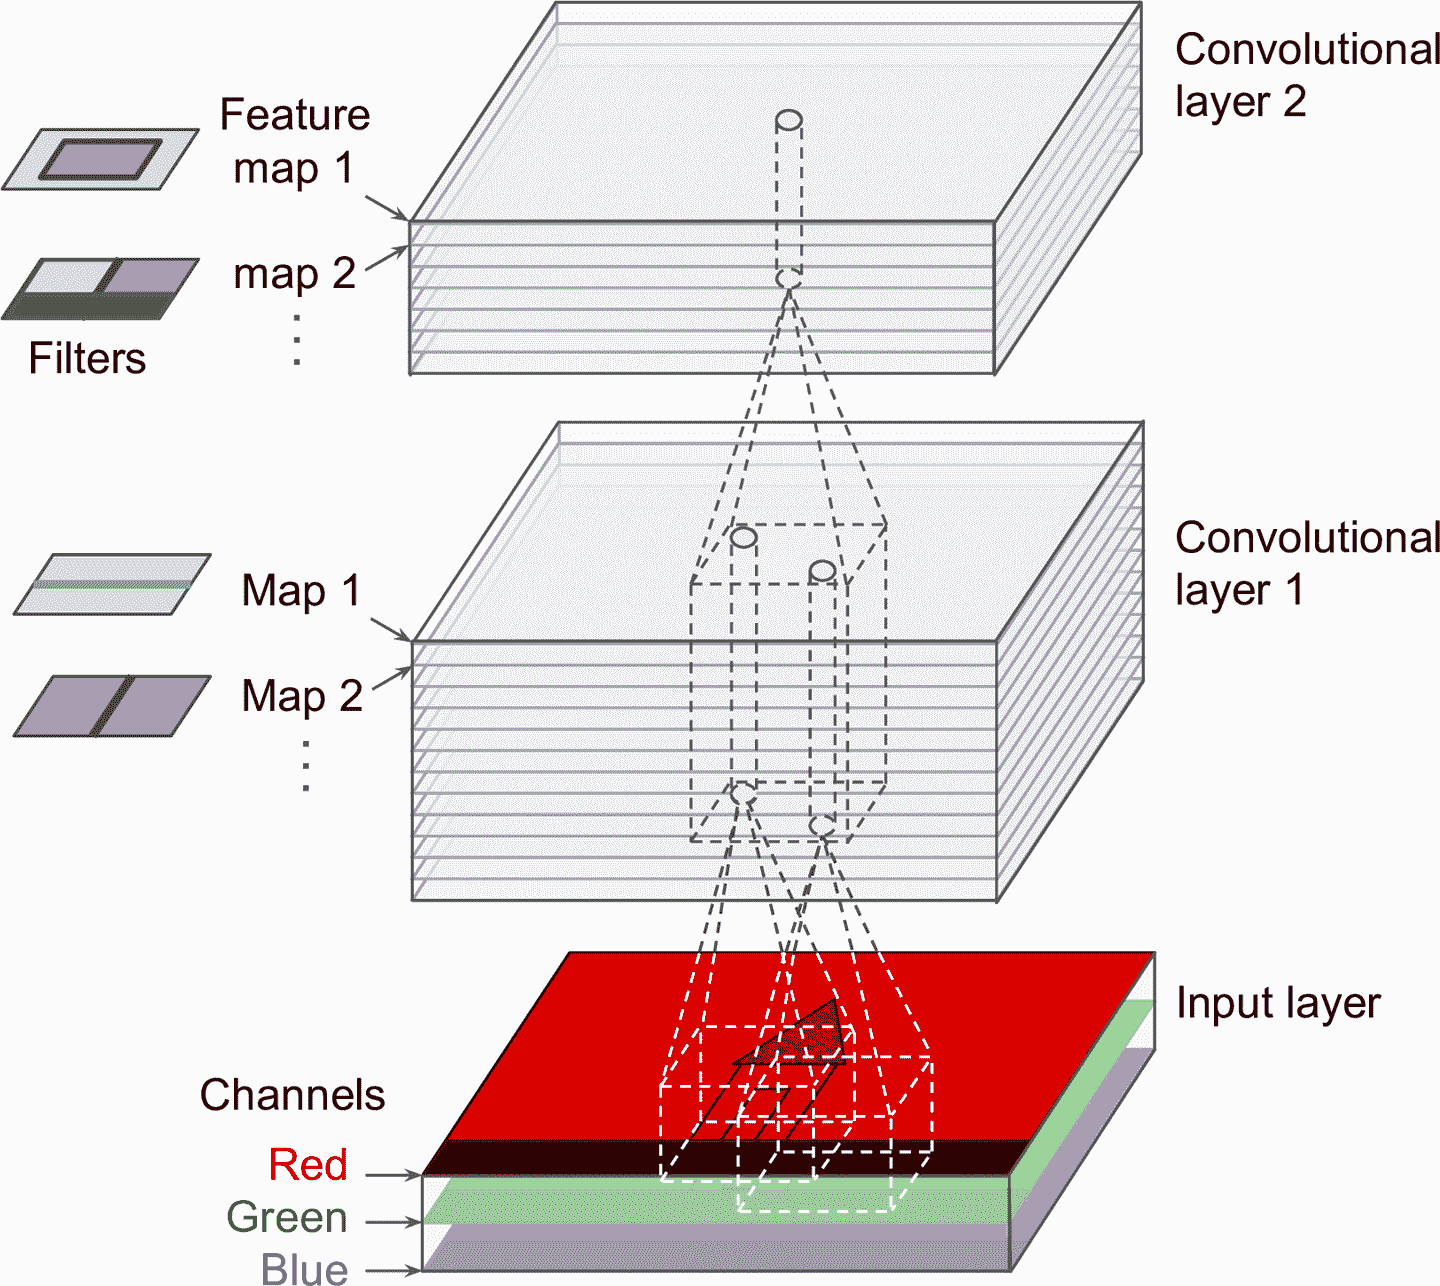 Convolutional
layer 2
Feature
map 1
map 2
Filters
Convolutional
layer 1
Map 1
Map 2
Input layer
Channels
Red
Green
Blue